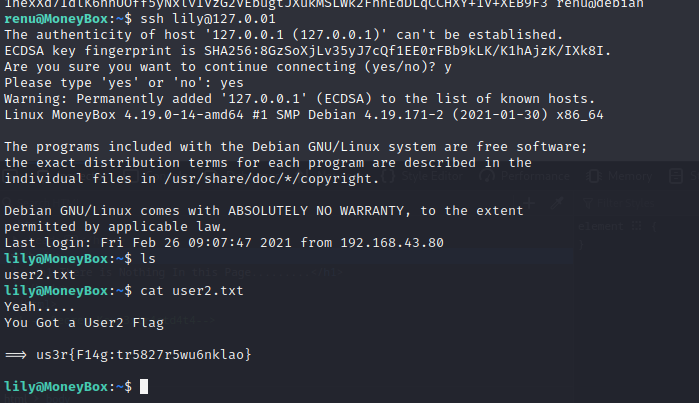 renu@debian
renu@MoneyBox:~$ ssh lily@127.0.01
The authenticity of host '127.0.0.1 (127.0.0.1)' can't be established.
ECDSA key fingerprint is SHA256:8GzSoXjLv35yJ7cQf1EE0rFBb9kLK/K1hAjzK/IXk8I.
Are you sure you want to continue connecting (yes/no)? y
Please type 'yes' or 'no': yes
Warning: Permanently added '127.0.0.1' (ECDSA) to the list of known hosts.
Linux MoneyBox 4.19.0-14-amd64 #1 SMP Debian 4.19.171-2 (2021-01-30) x86_64
The programs included with the Debian GNU/Linux system are free software;
the exact distribution terms for each program are described in the
individual files in /usr/share/doc/*/copyright.
Style Editor
Performance
Memory
Debian GNU/Linux comes with ABSOLUTELY NO WARRANTY, to the extent
permitted by applicable law.
Last login: Fri Feb 26 09:07:47 2021 from 192.168.43.80
lily@MoneyBox:~$ ls
user2.txt
lily@MoneyBox:~$ cat user2.txt
Yeah.....
You Got a User2 Flag
==> us3r{F14g:tr5827r5wu6nklao}
lily@MoneyBox:~$